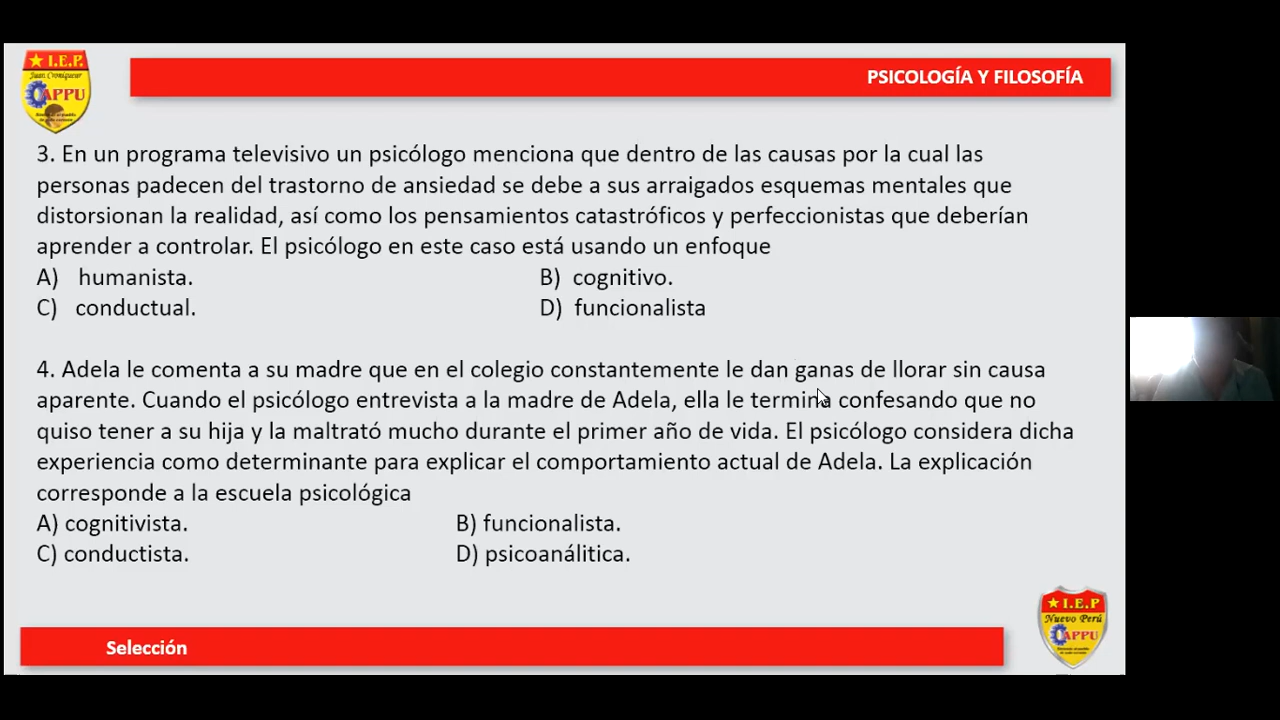 ★ I.E.P.
Juan Croniqueur
CAPPU
PSICOLOGÍA Y FILOSOFÍA
3. En un programa televisivo un psicólogo menciona que dentro de las causas por la cual las
personas padecen del trastorno de ansiedad se debe a sus arraigados esquemas mentales que
distorsionan la realidad, así como los pensamientos catastróficos y perfeccionistas que deberían
aprender a controlar. El psicólogo en este caso está usando un enfoque
A) humanista. B) cognitivo.
C) conductual. D) funcionalista
4. Adela le comenta a su madre que en el colegio constantemente le dan ganas de llorar sin causa
aparente. Cuando el psicólogo entrevista a la madre de Adela, ella le termina confesando que no
quiso tener a su hija y la maltrató mucho durante el primer año de vida. El psicólogo considera dicha
experiencia como determinante para explicar el comportamiento actual de Adela. La explicación
corresponde a la escuela psicológica
A) cognitivista. B) funcionalista.
C) conductista. D) psicoanálitica.
★ I.E.P
Nuevo Perú
CAPPU
Selección